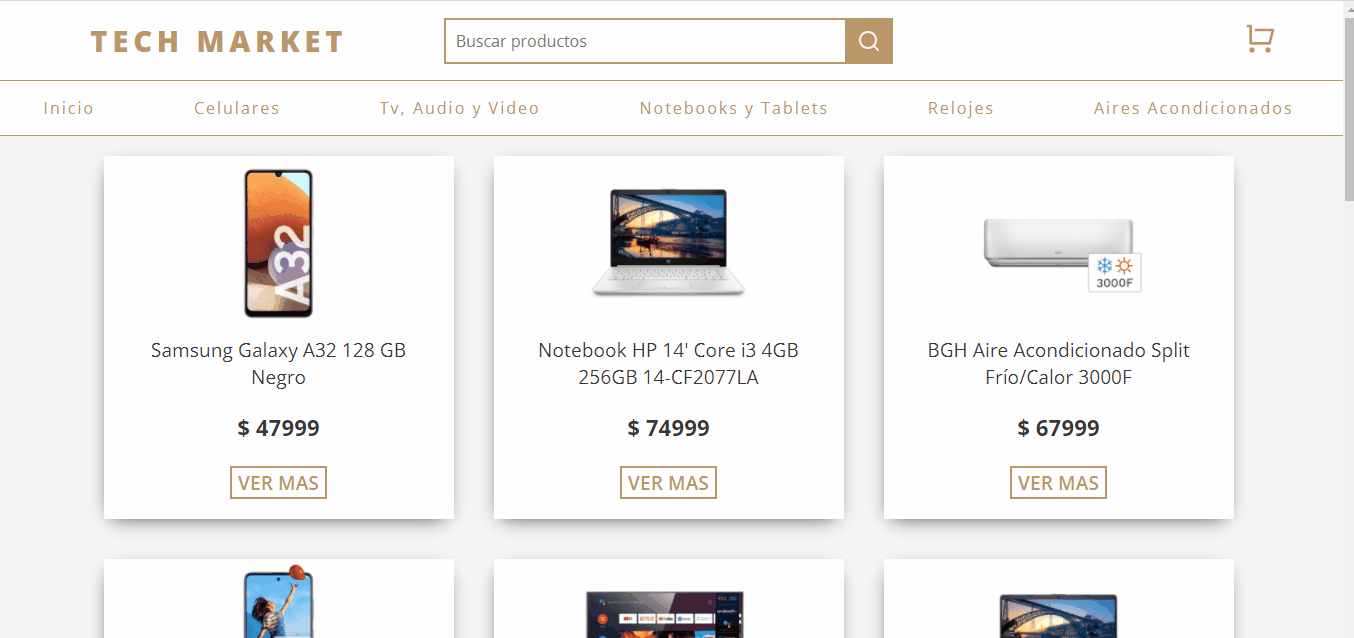 TECH MARKET
Buscar productos
Inicio
Celulares
Tv, Audio y Video
Notebooks y Tablets
Relojes
Aires Acondicionados
A32
3000F
Samsung Galaxy A32 128 GB
Negro
Notebook HP 14' Core i3 4GB
256GB 14-CF2077LA
BGH Aire Acondicionado Split
Frío/Calor 3000F
$ 47999
$ 74999
$ 67999
VER MAS
VER MAS
VER MAS